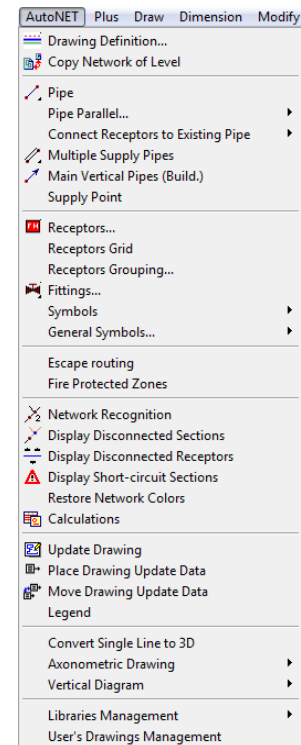 AutoNET Plus Draw Dimension Modify
Drawing Definition...
Copy Network of Level
Pipe
Pipe Parallel...
Connect Receptors to Existing Pipe
Multiple Supply Pipes
Main Vertical Pipes (Build.)
Supply Point
FH Receptors...
Receptors Grid
Receptors Grouping...
Fittings...
Symbols
General Symbols...
Escape routing
Fire Protected Zones
Network Recognition
Display Disconnected Sections
Display Disconnected Receptors
Display Short-circuit Sections
Restore Network Colors
Calculations
Update Drawing
Place Drawing Update Data
Move Drawing Update Data
Legend
Convert Single Line to 3D
Axonometric Drawing
Vertical Diagram
Libraries Management
User's Drawings Management